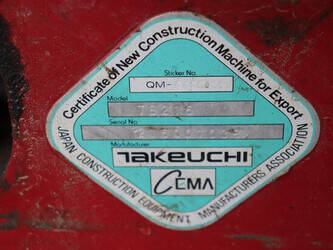 Certificate of New Construction Machine for Export
Sticker No.
QM-
Model
Serial No.
Manufacturer
TAKEUCHI
CEMA
JAPAN CONSTRUCTION EQUIPMENT MANUFACTURERS ASSOCIATION